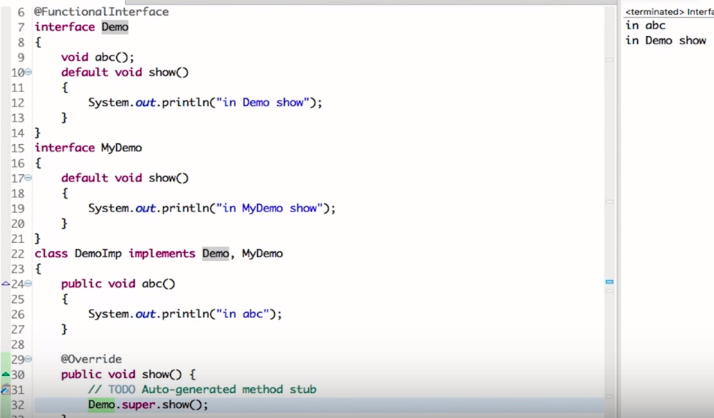 6 @FunctionalInterface
7 interface Demo
8 {
9     void abc();
10     default void show()
11     {
12         System.out.println("in Demo show");
13     }
14 }
15 interface MyDemo
16 {
17     default void show()
18     {
19         System.out.println("in MyDemo show");
20     }
21 }
22 class DemoImp implements Demo, MyDemo
23 {
24     public void abc()
25     {
26         System.out.println("in abc");
27     }
28
29     @Override
30     public void show() {
31         // TODO Auto-generated method stub
32         Demo.super.show();
<terminated> Interfa
in abc
in Demo show